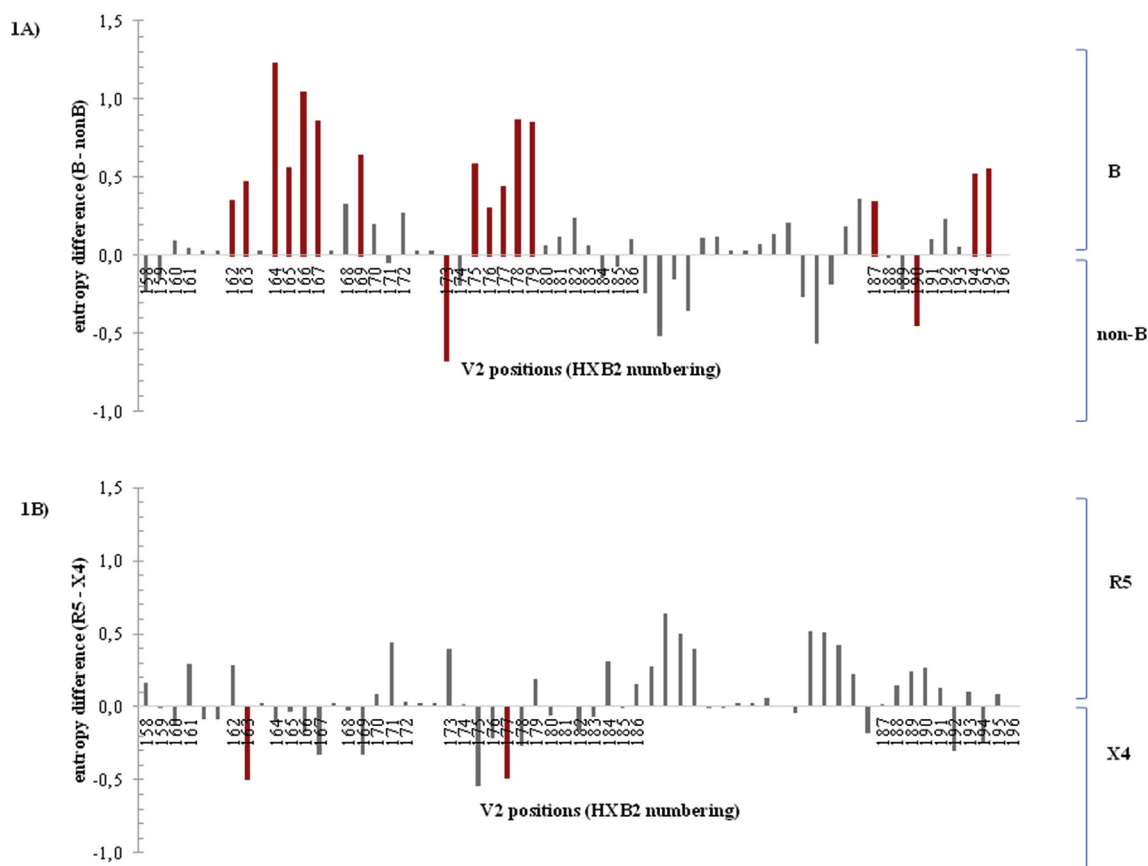 1A)
entropy difference (B - nonB)
1,5
1,0
0,5
0,0
-0,5
-1,0
158 159 160 161 162 163 164 165 166 167 168 169 170 171 172 173 174 175 176 177 178 179 180 181 182 183 184 185 186 187 188 189 190 191 192 193 194 195 196
V2 positions (HXB2 numbering)
B
non-B
1B)
entropy difference (R5 - X4)
1,5
1,0
0,5
0,0
-0,5
-1,0
158 159 160 161 162 163 164 165 166 167 168 169 170 171 172 173 174 175 176 177 178 179 180 181 182 183 184 185 186 187 188 189 190 191 192 193 194 195 196
V2 positions (HXB2 numbering)
R5
X4